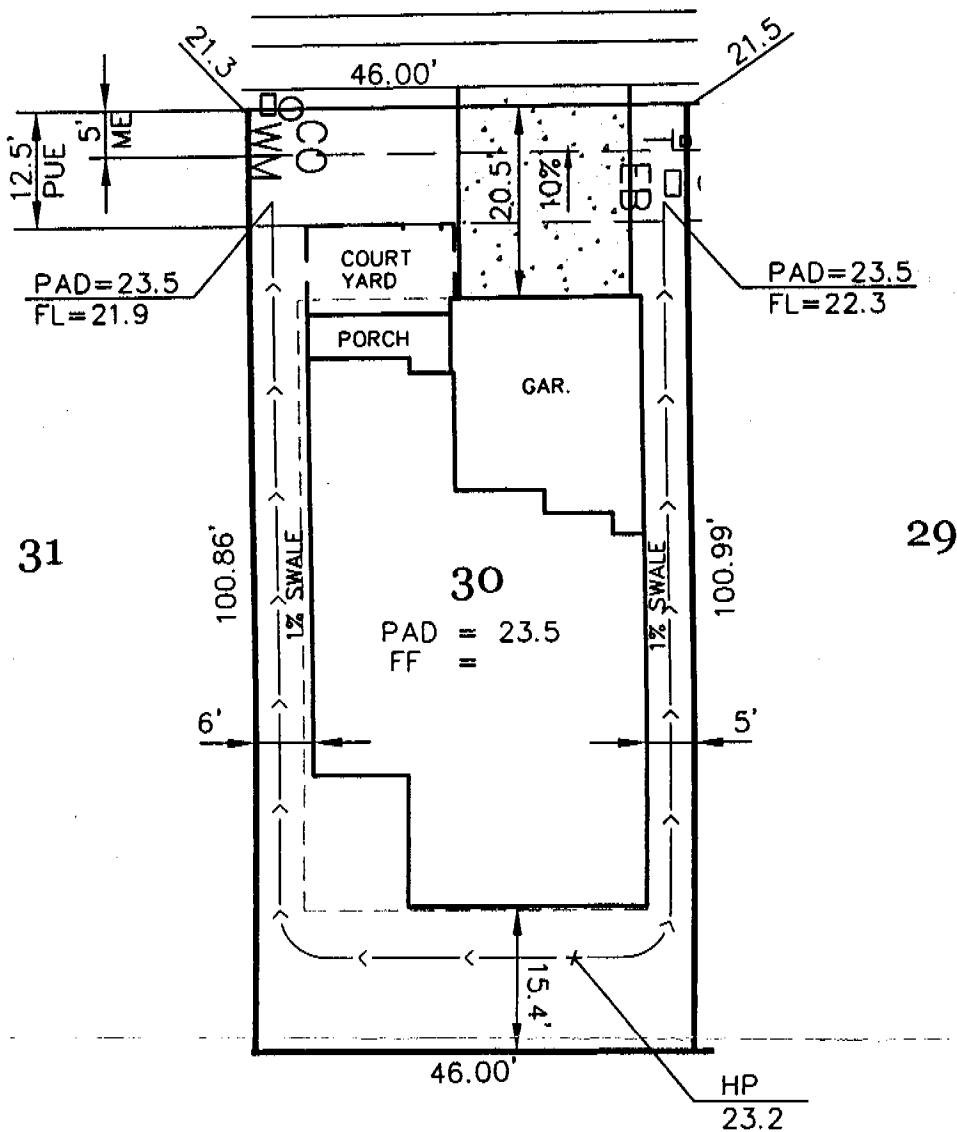 21.3
21.5
46.00'
5'
ME
12.5'
PUE
WM
CO
20.5'
10%
EB
PAD=23.5
FL=21.9
COURT
YARD
PAD=23.5
FL=22.3
PORCH
GAR.
31
100.86'
1% SWALE
30
PAD = 23.5
FF =
1% SWALE
100.99'
29
6'
5'
15.4'
46.00'
HP
23.2